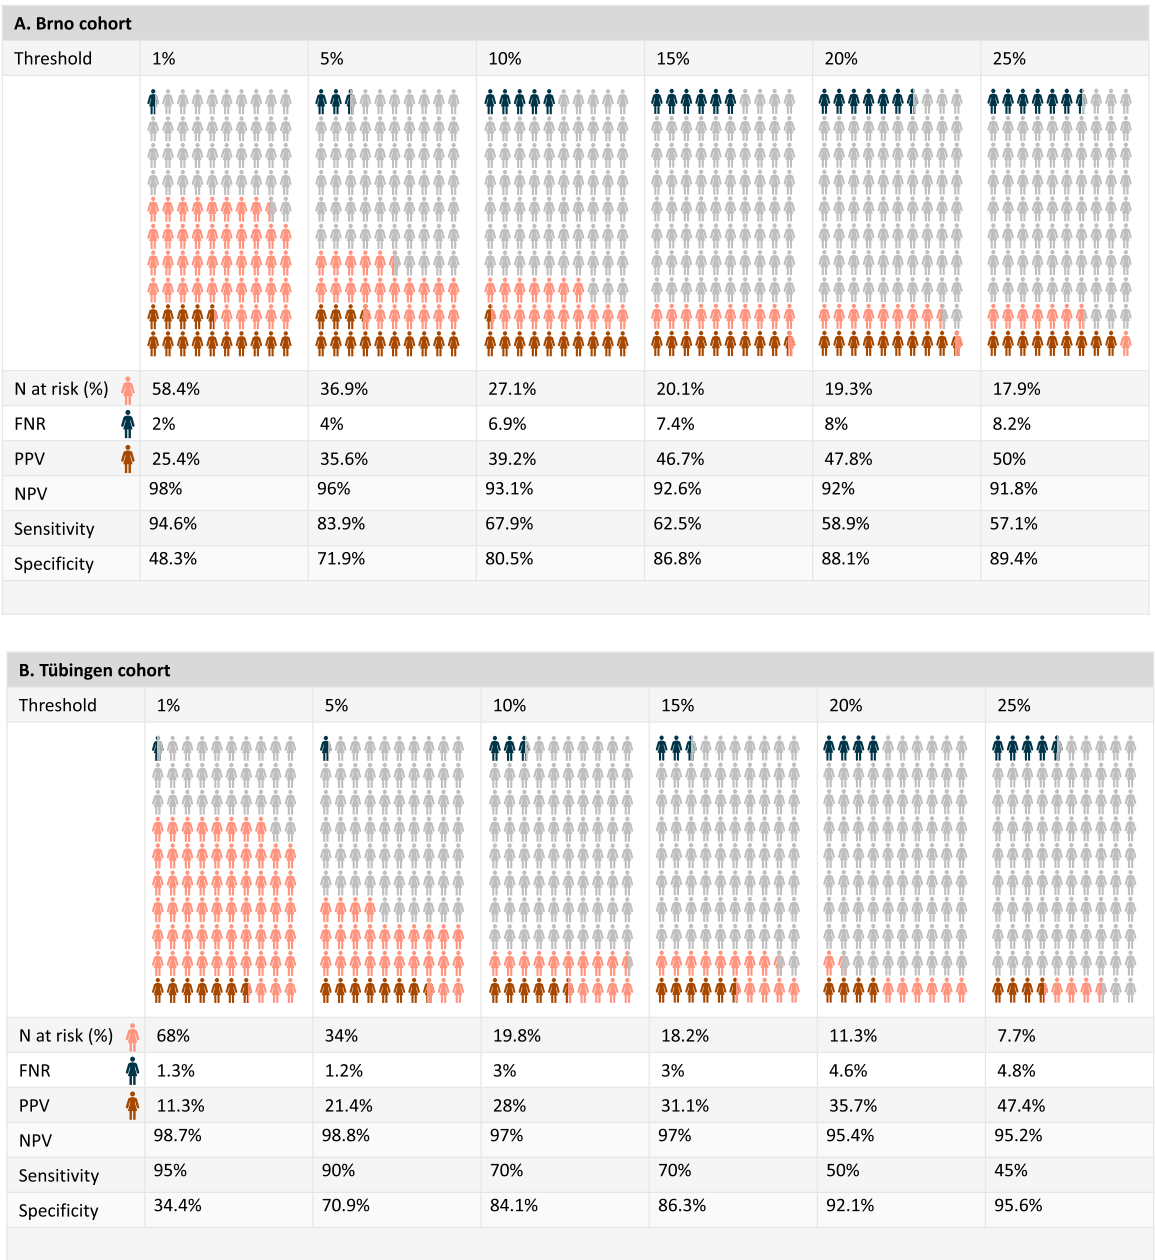 A. Brno cohort
Threshold 1% 5% 10% 15% 20% 25%
N at risk (%) 58.4% 36.9% 27.1% 20.1% 19.3% 17.9%
FNR 2% 4% 6.9% 7.4% 8% 8.2%
PPV 25.4% 35.6% 39.2% 46.7% 47.8% 50%
NPV 98% 96% 93.1% 92.6% 92% 91.8%
Sensitivity 94.6% 83.9% 67.9% 62.5% 58.9% 57.1%
Specificity 48.3% 71.9% 80.5% 86.8% 88.1% 89.4%
B. Tübingen cohort
Threshold 1% 5% 10% 15% 20% 25%
N at risk (%) 68% 34% 19.8% 18.2% 11.3% 7.7%
FNR 1.3% 1.2% 3% 3% 4.6% 4.8%
PPV 11.3% 21.4% 28% 31.1% 35.7% 47.4%
NPV 98.7% 98.8% 97% 97% 95.4% 95.2%
Sensitivity 95% 90% 70% 70% 50% 45%
Specificity 34.4% 70.9% 84.1% 86.3% 92.1% 95.6%